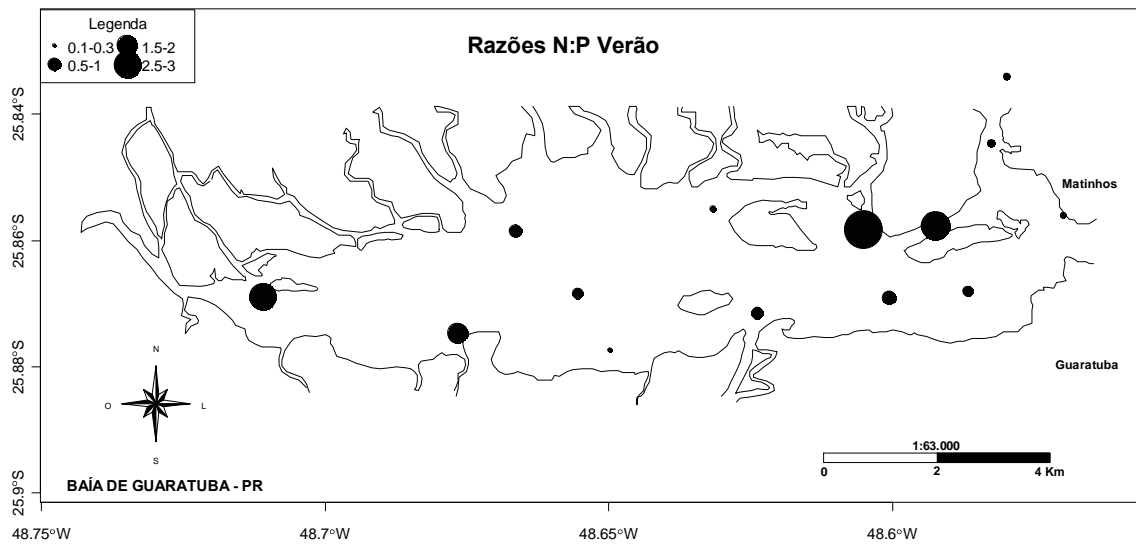 Legenda
0.1-0.3 1.5-2
0.5-1 2.5-3
Razões N:P Verão
25.84°S
Matinhos
25.86°S
25.88°S
Guaratuba
N
O L
S
1:63.000
0 2 4 Km
BAÍA DE GUARATUBA - PR
25.9°S
48.75°W 48.7°W 48.65°W 48.6°W